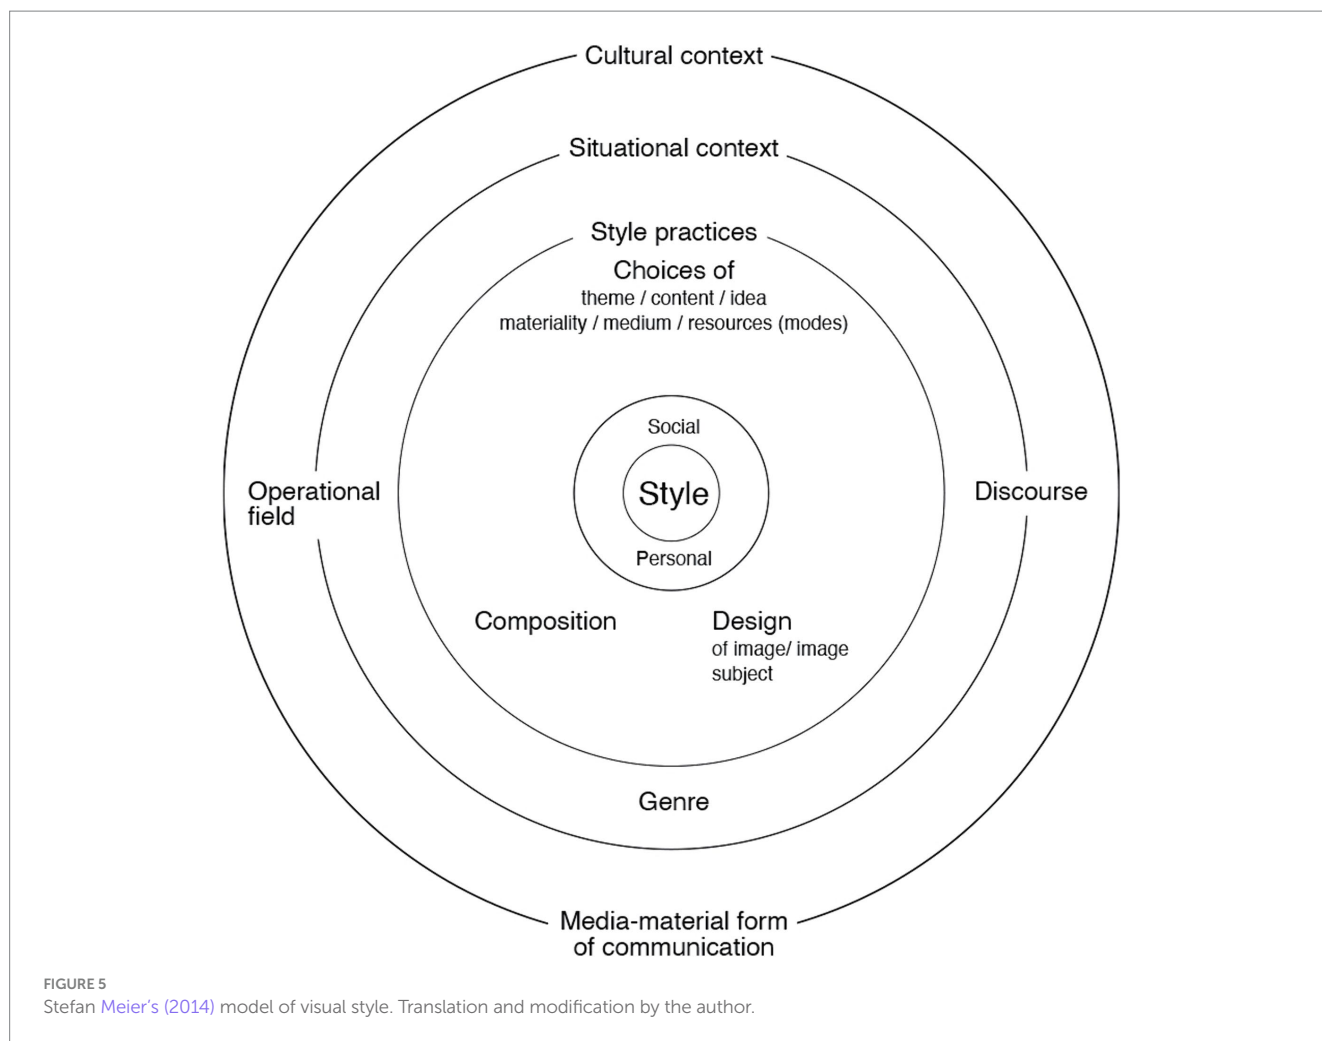 Cultural context
Situational context
Style practices
Choices of
theme / content / idea
materiality / medium / resources (modes)
Social
Style
Personal
Operational
field
Discourse
Composition
Design
of image/ image
subject
Genre
Media-material form
of communication
FIGURE 5
Stefan Meier's (2014) model of visual style. Translation and modification by the author.